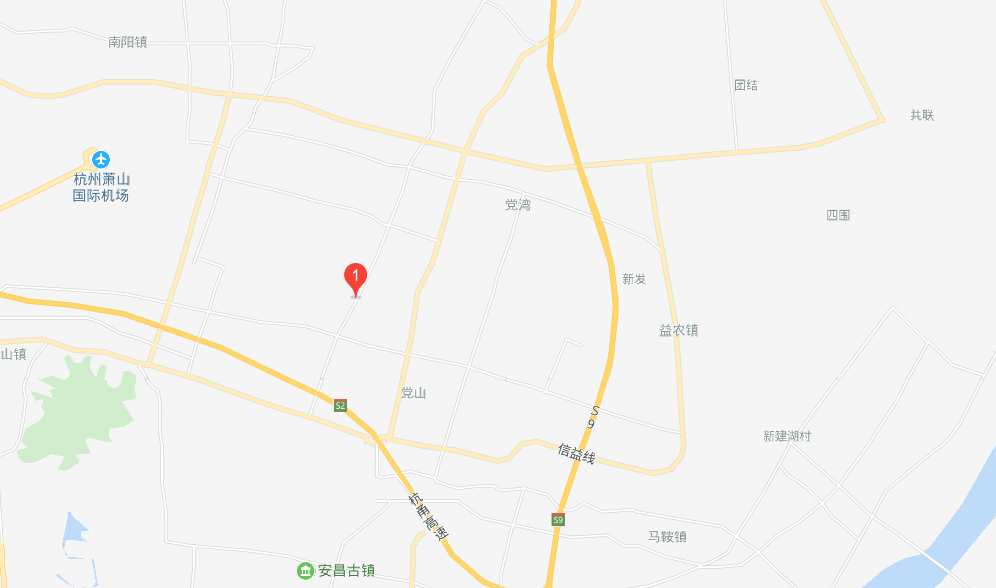 南阳镇
团结
共联
杭州萧山
国际机场
党湾
四围
1
新发
益农镇
山镇
党山
S2
S9
新建湖村
信益线
杭甬高速
S9
马鞍镇
安昌古镇